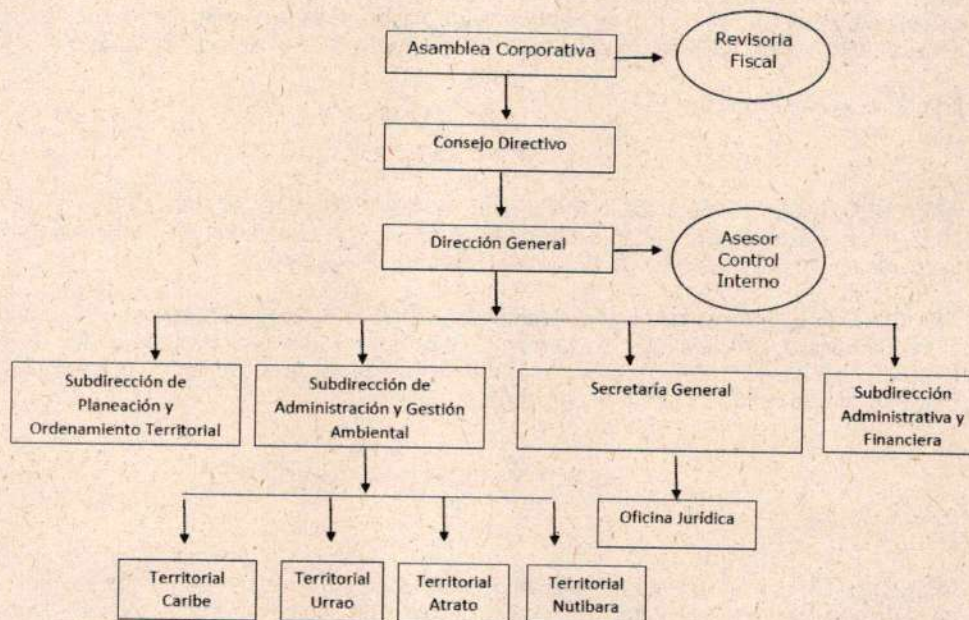 Asamblea Corporativa
Revisoria
Fiscal
Consejo Directivo
Dirección General
Asesor
Control
Interno
Subdirección de
Planeación y
Ordenamiento Territorial
Subdirección de
Administración y Gestión
Ambiental
Secretaría General
Subdirección
Administrativa y
Financiera
Oficina Jurídica
Territorial
Caribe
Territorial
Urrao
Territorial
Atrato
Territorial
Nutibara